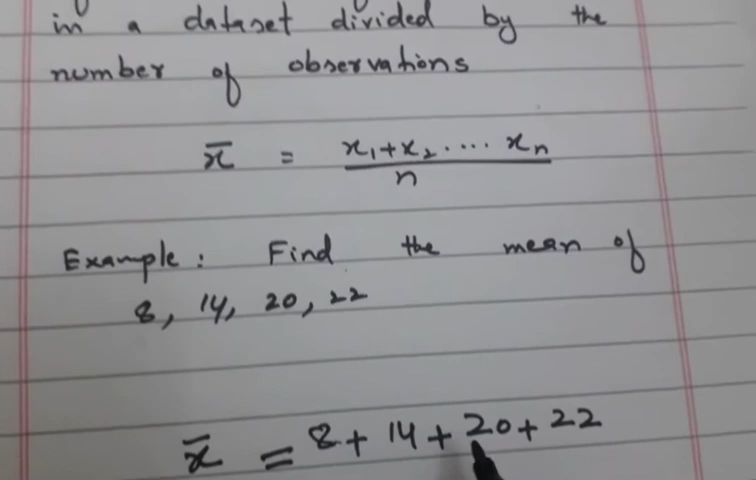 in a dataset divided by the
number of observations
x̄ = x₁+x₂.... xₙ
n
Example: Find the mean of
8, 14, 20, 22
x̄ = 8+ 14 + 20 + 22